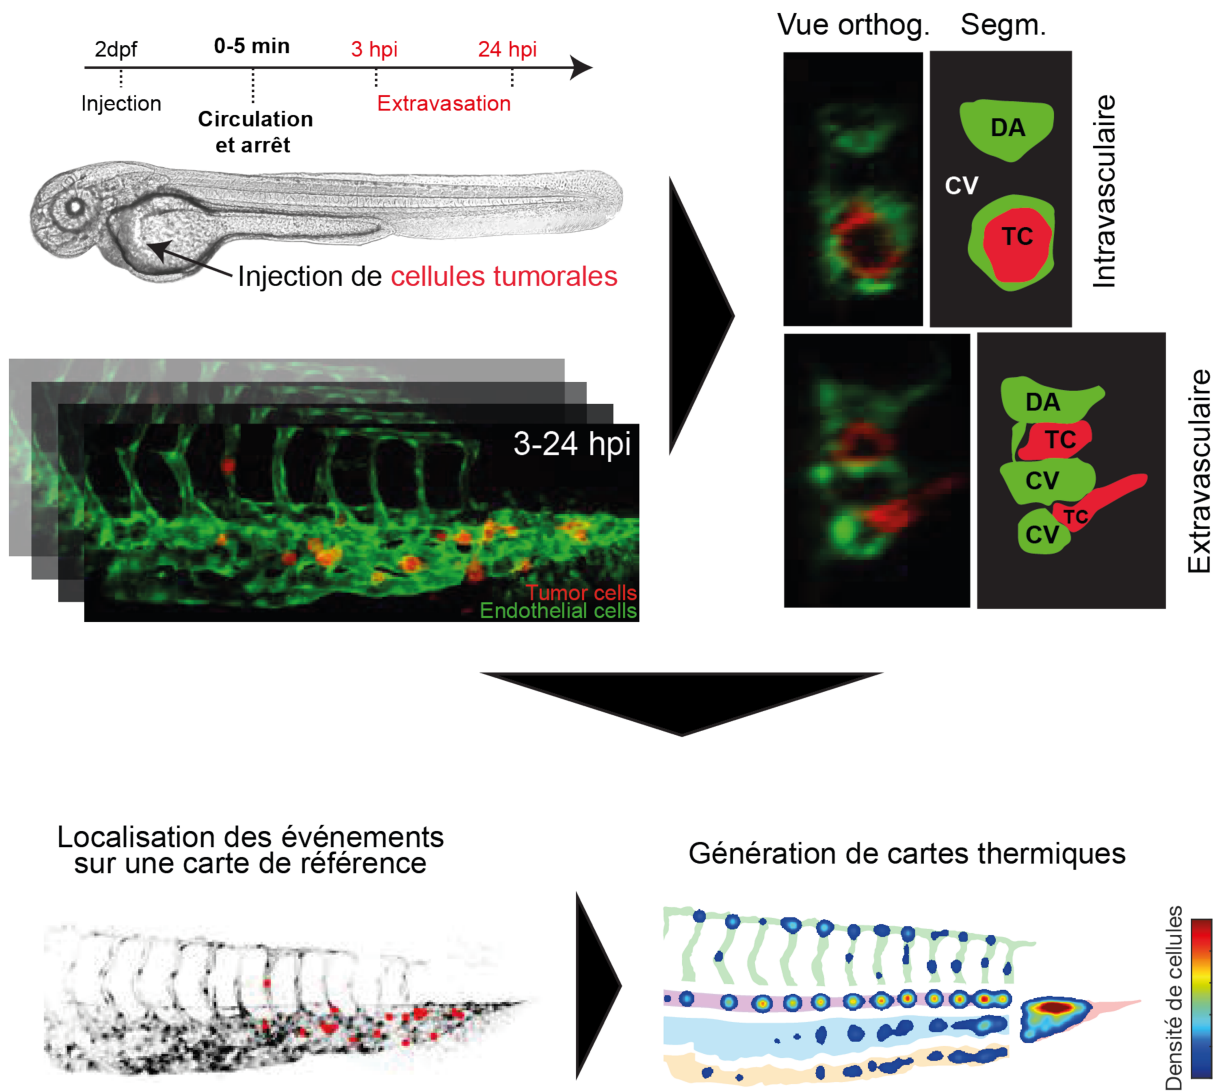 2dpf
0-5 min
3 hpi
24 hpi
Injection
Circulation
et arrêt
Extravasation
Injection de cellules tumorales
3-24 hpi
Tumor cells
Endothelial cells
Vue orthog.
Segm.
DA
CV
TC
Intravasculaire
DA
TC
CV
TC
CV
Extravasculaire
Localisation des événements
sur une carte de référence
Génération de cartes thermiques
Densité de cellules